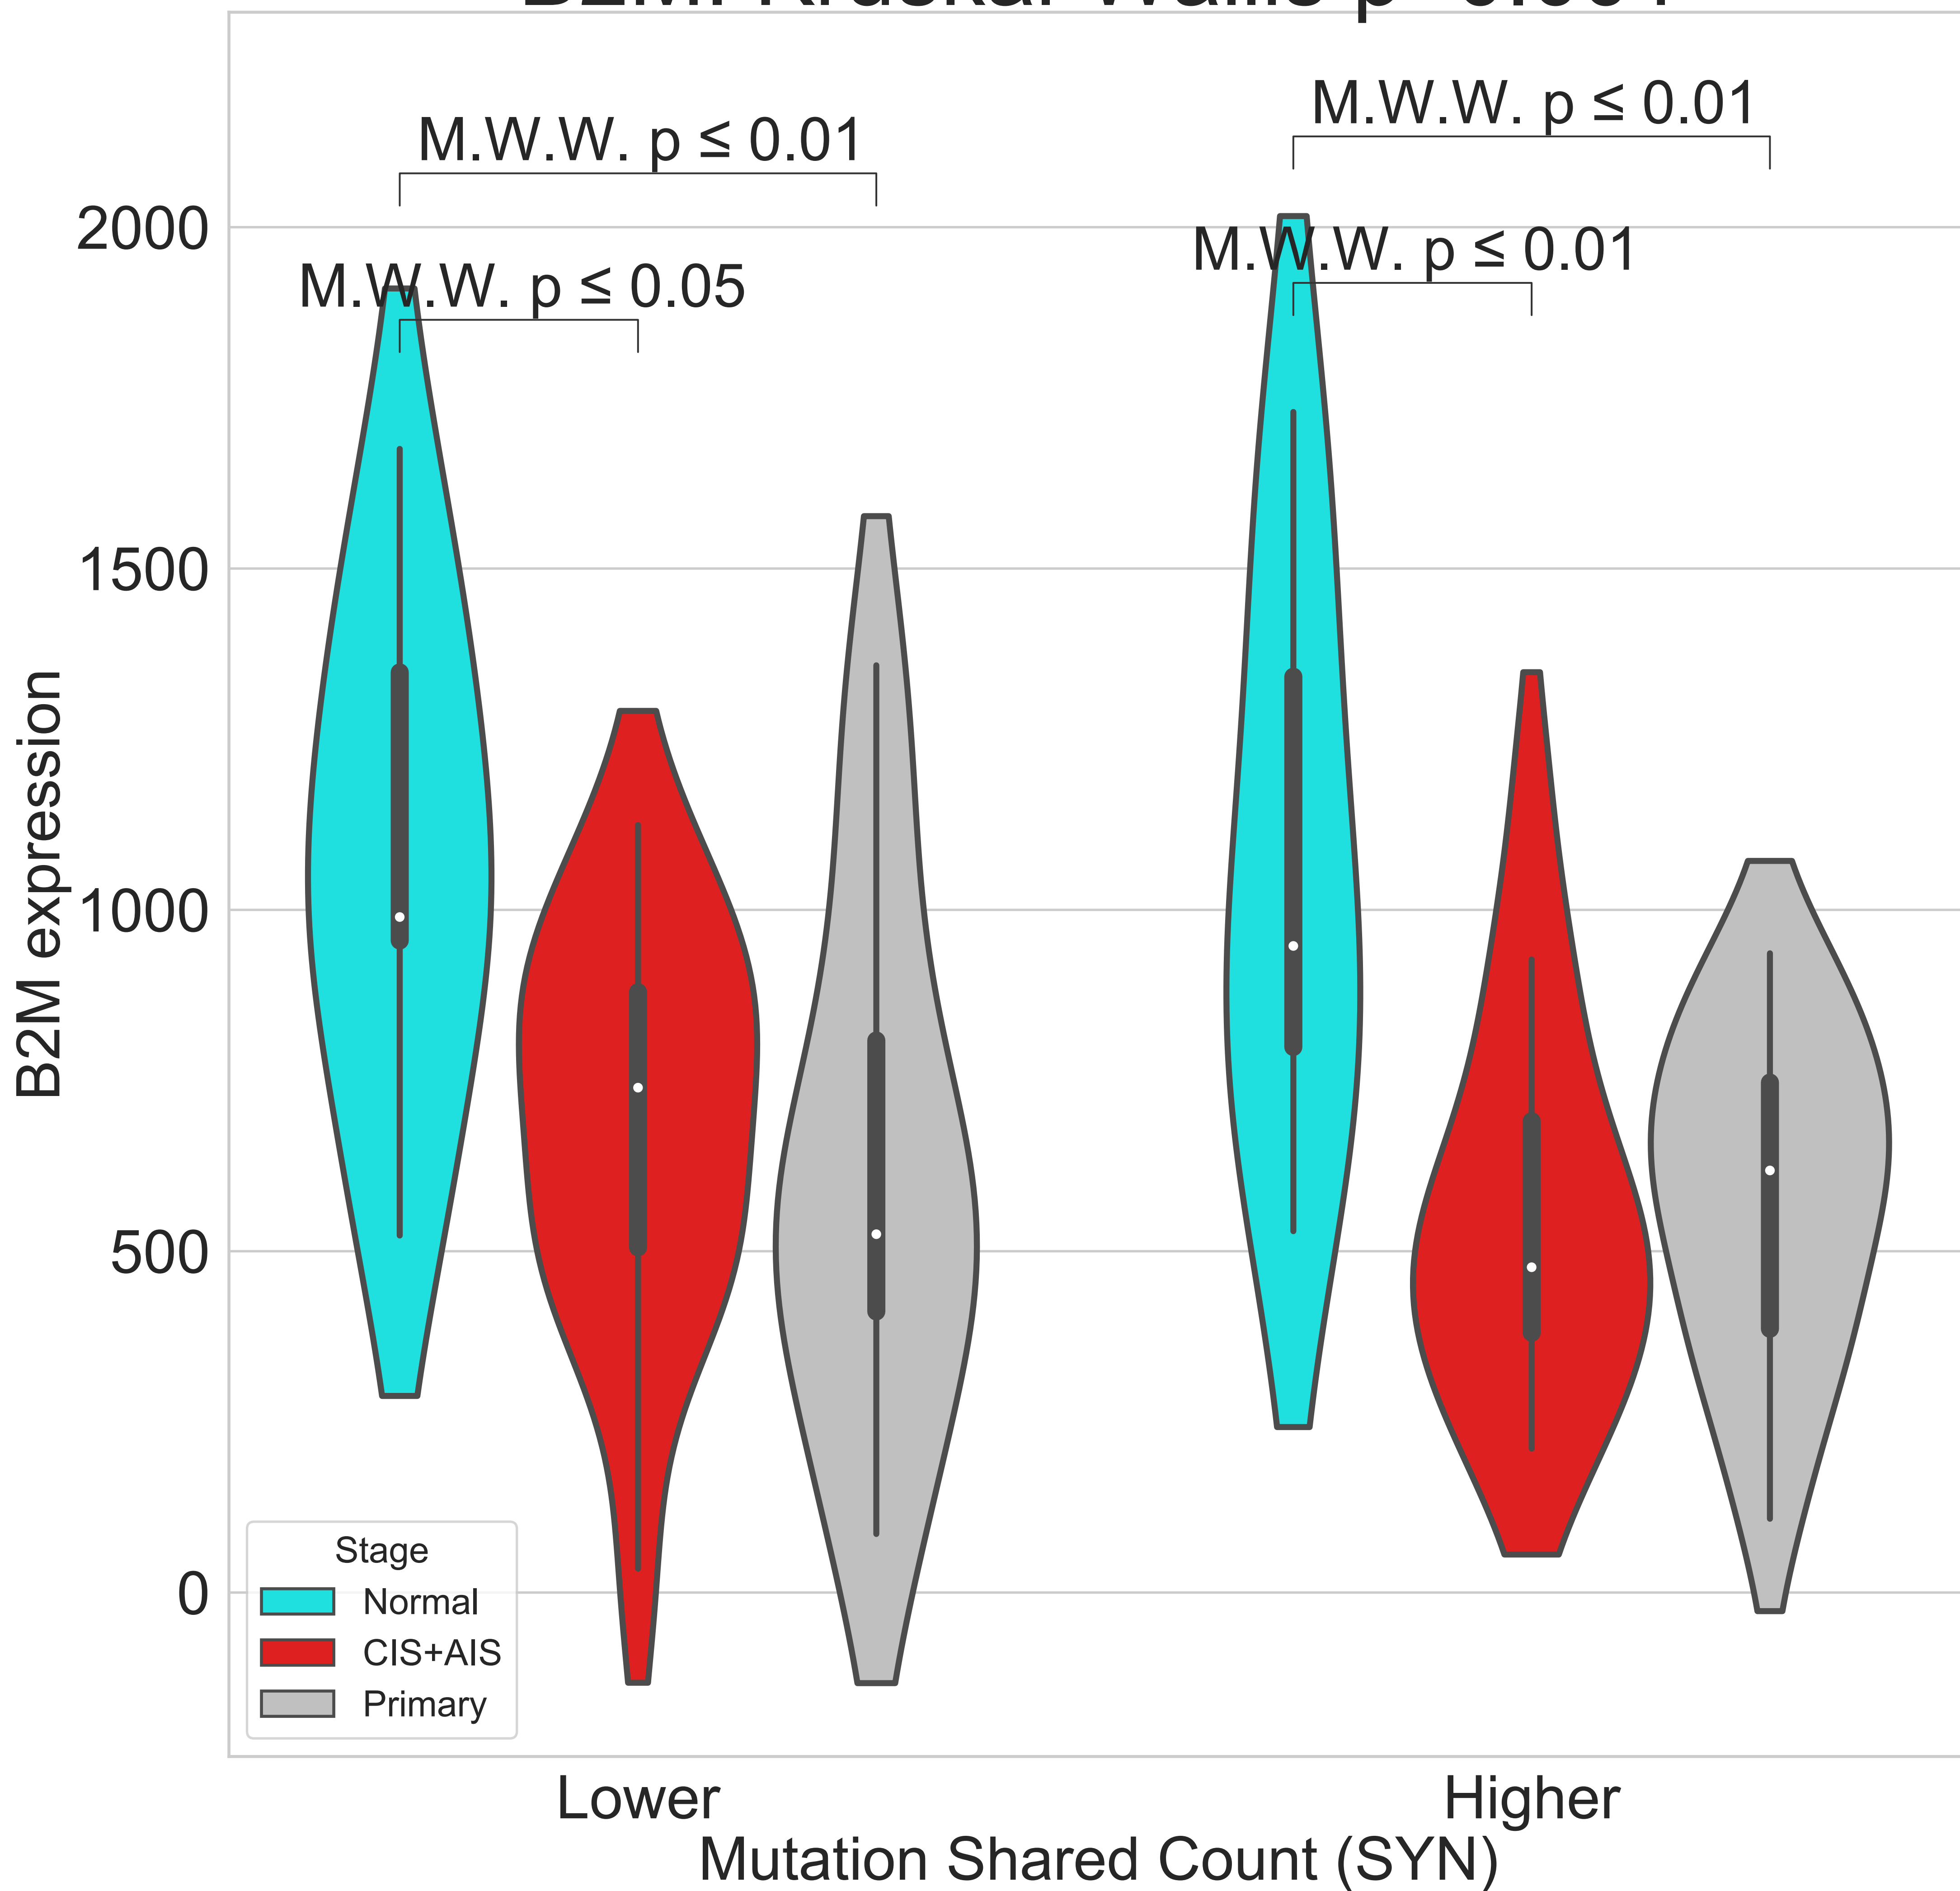 M.W.W. p ≤ 0.01
M.W.W. p ≤ 0.01
2000
M.W.W. p ≤ 0.01
M.W.W. p ≤ 0.05
1500
B2M expression
1000
500
0
Stage
Normal
CIS+AIS
Primary
Lower
Higher
Mutation Shared Count (SYN)